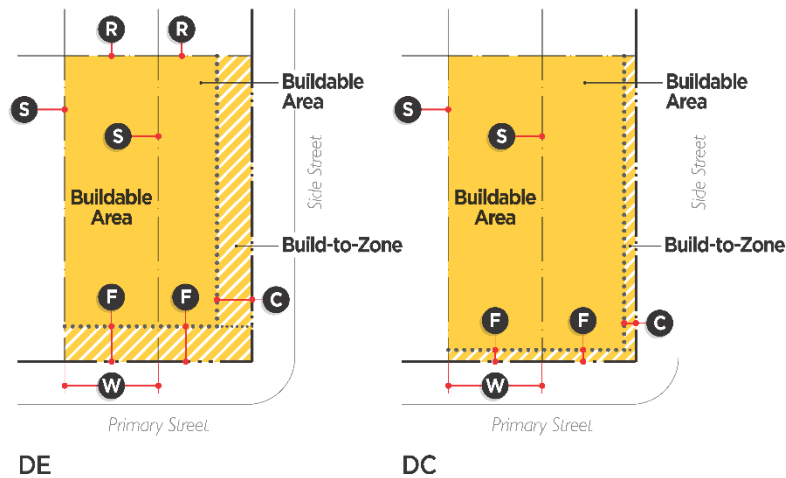 R
R
Buildable
Area
S
S
Side Street
Buildable
Area
Build-to-Zone
F
F
C
W
Primary Street
DE
Buildable
Area
S
S
Side Street
Buildable
Area
Build-to-Zone
F
F
C
W
Primary Street
DC